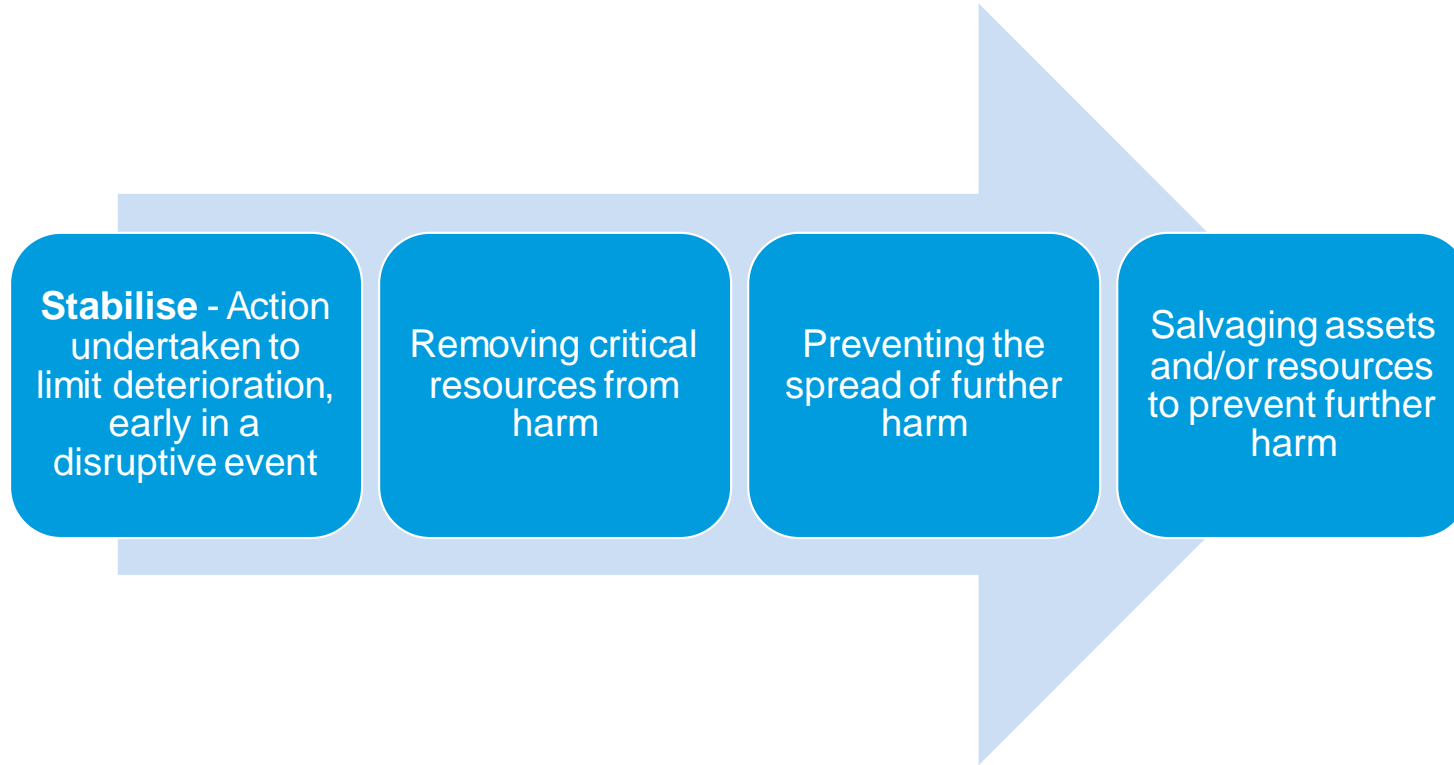 Stabilise - Action
undertaken to
limit deterioration,
early in a
disruptive event
Removing critical
resources from
harm
Preventing the
spread of further
harm
Salvaging assets
and/or resources
to prevent further
harm